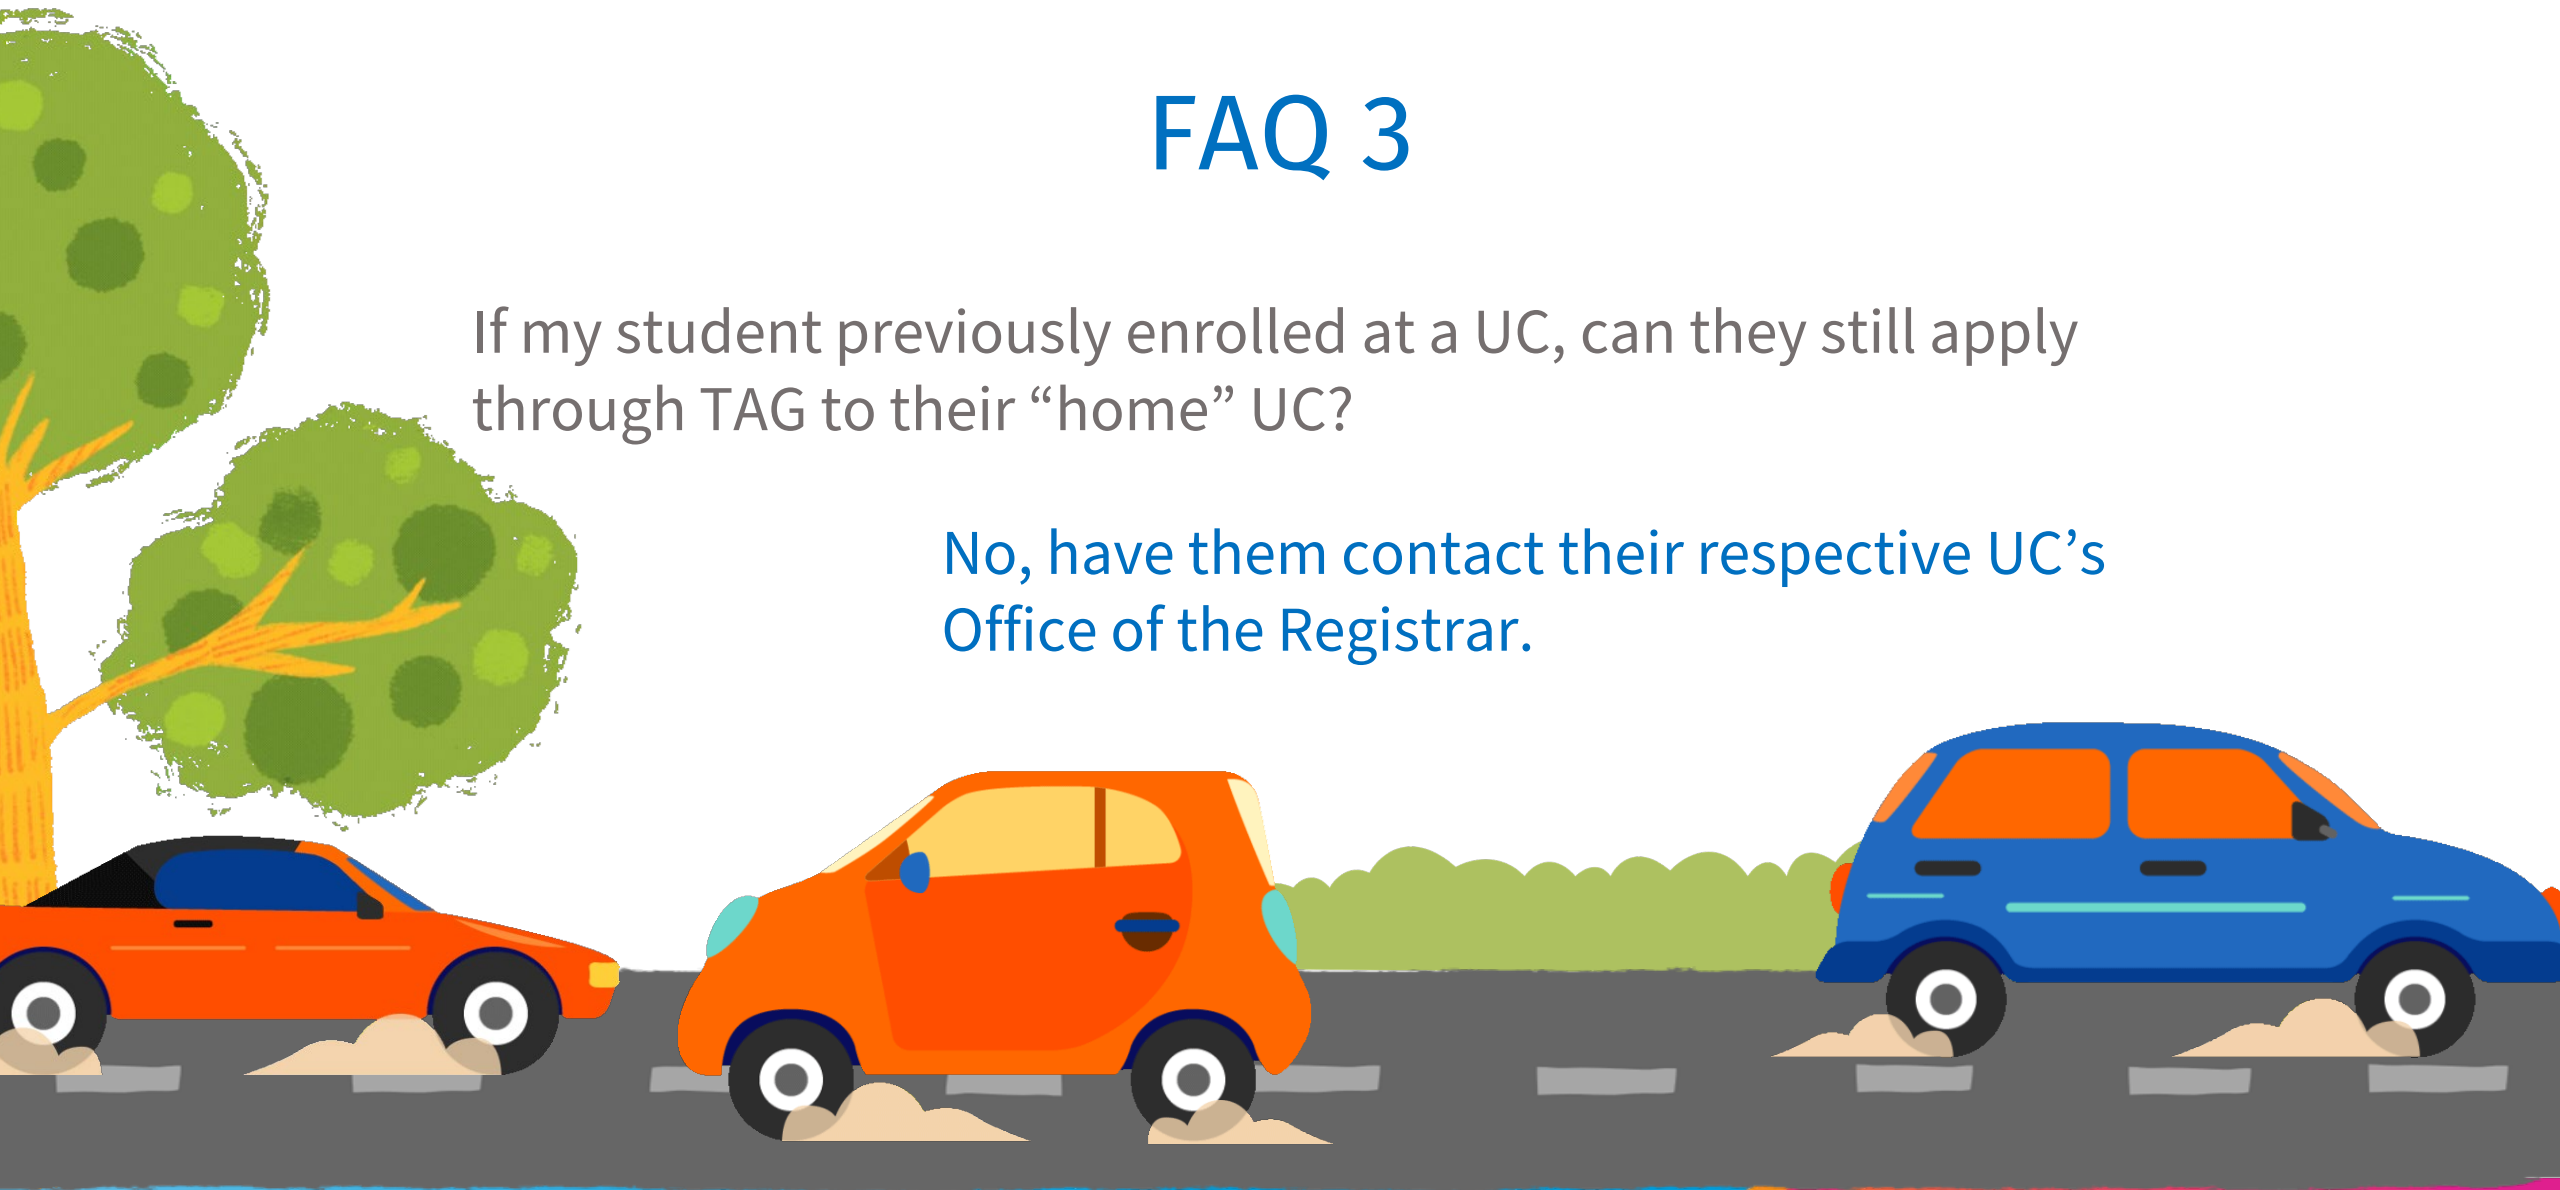 FAQ 3
If my student previously enrolled at a UC, can they still apply
through TAG to their “home” UC?
No, have them contact their respective UC’s
Office of the Registrar.